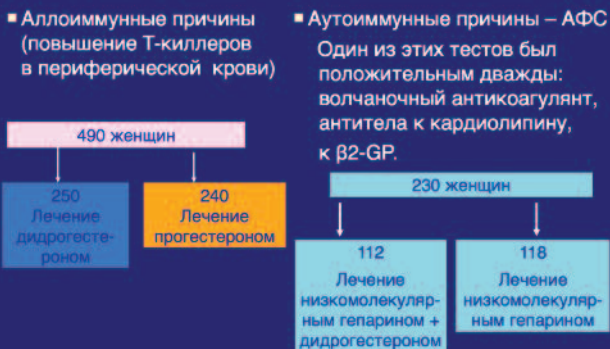 ▪ Аллоиммунные причины
(повышение Т-киллеров
в периферической крови)
490 женщин
250
Лечение
дидрогесте-
роном
240
Лечение
прогестероном
▪ Аутоиммунные причины – АФС
Один из этих тестов был
положительным дважды:
волчаночный антикоагулянт,
антитела к кардиолипину,
к β2-GP.
230 женщин
112
Лечение
низкомолекуляр-
ным гепарином +
дидрогестероном
118
Лечение
низкомолекуляр-
ным гепарином